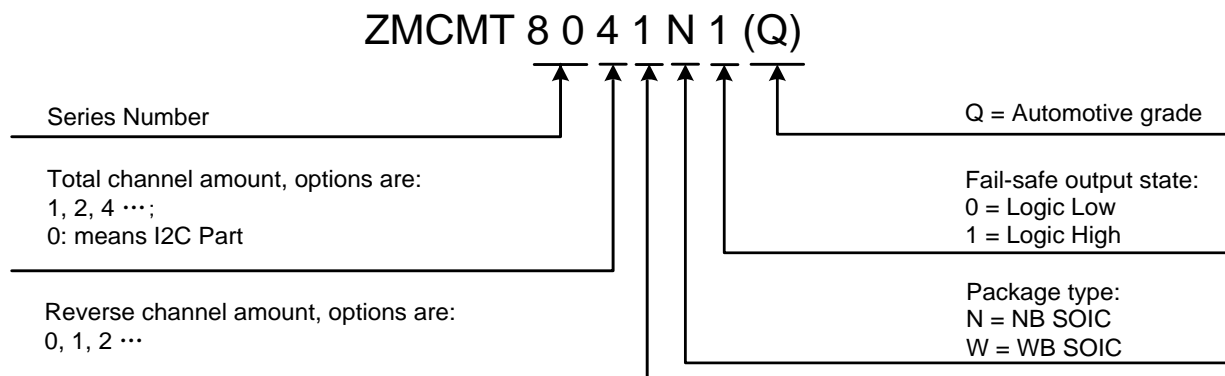 ZMCMT 8 0 4 1 N 1 (Q)
Series Number
Total channel amount, options are:
1, 2, 4 ⋯;
0: means I2C Part
Reverse channel amount, options are:
0, 1, 2 ⋯
Q = Automotive grade
Fail-safe output state:
0 = Logic Low
1 = Logic High
Package type:
N = NB SOIC
W = WB SOIC